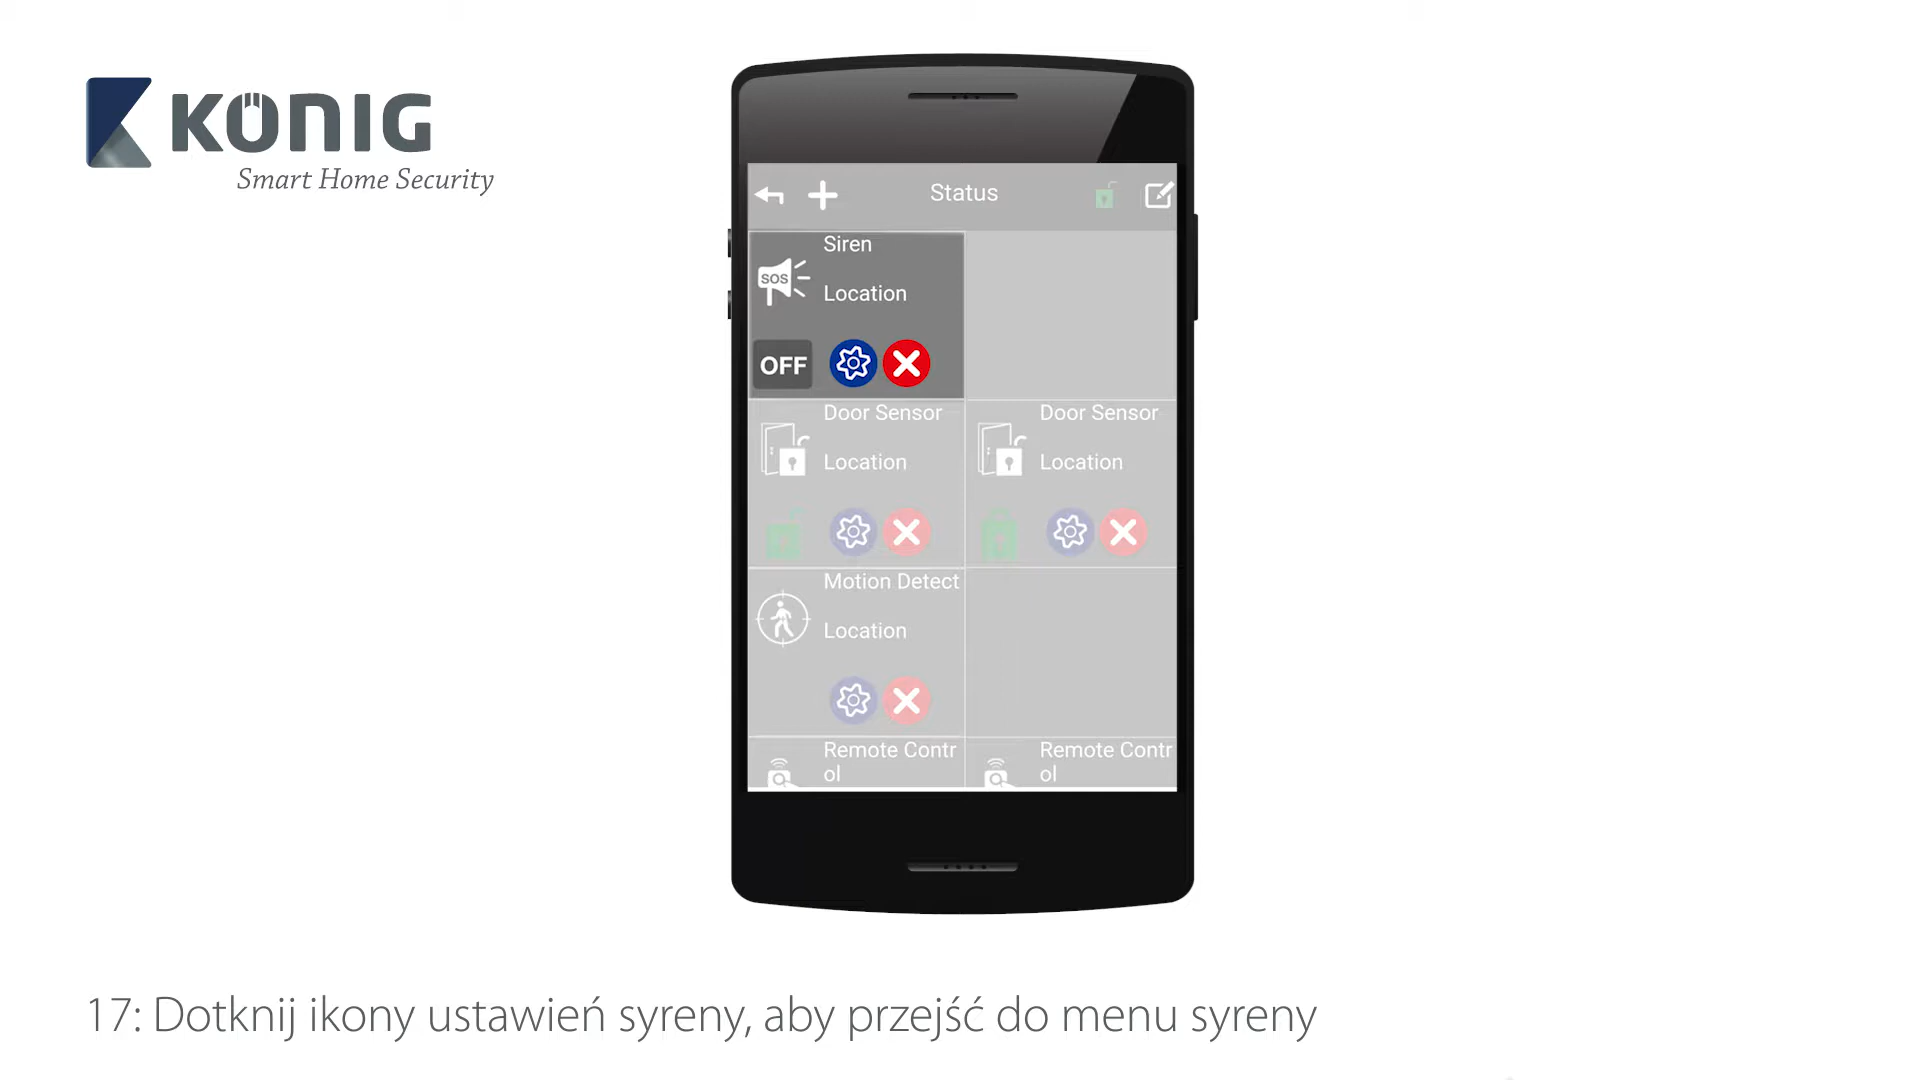 KÖNIG
Smart Home Security
Status
Siren
SOS
Location
OFF
Door Sensor
Location
Door Sensor
Location
Motion Detect
Location
Remote Contr
ol
Remote Contr
ol
17: Dotknij ikony ustawień syreny, aby przejść do menu syreny